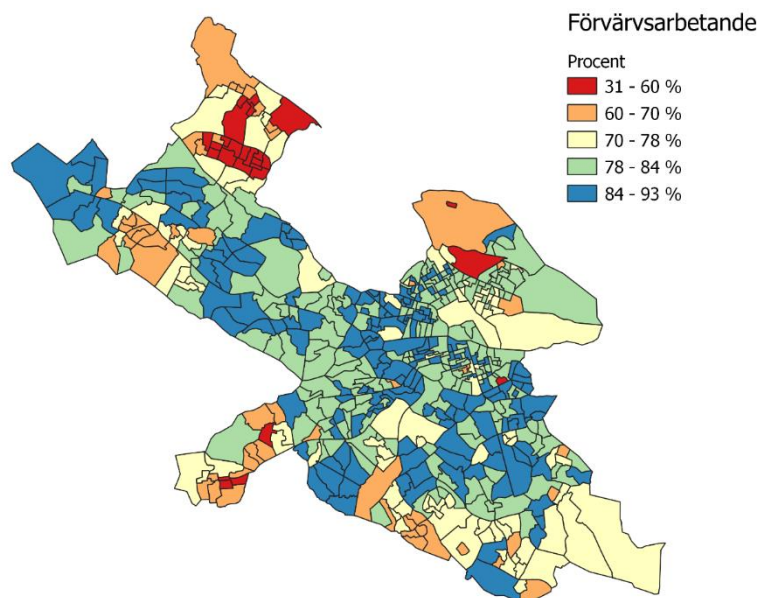 Förvärvsarbetande
Procent
31 - 60 %
60 - 70 %
70 - 78 %
78 - 84 %
84 - 93 %